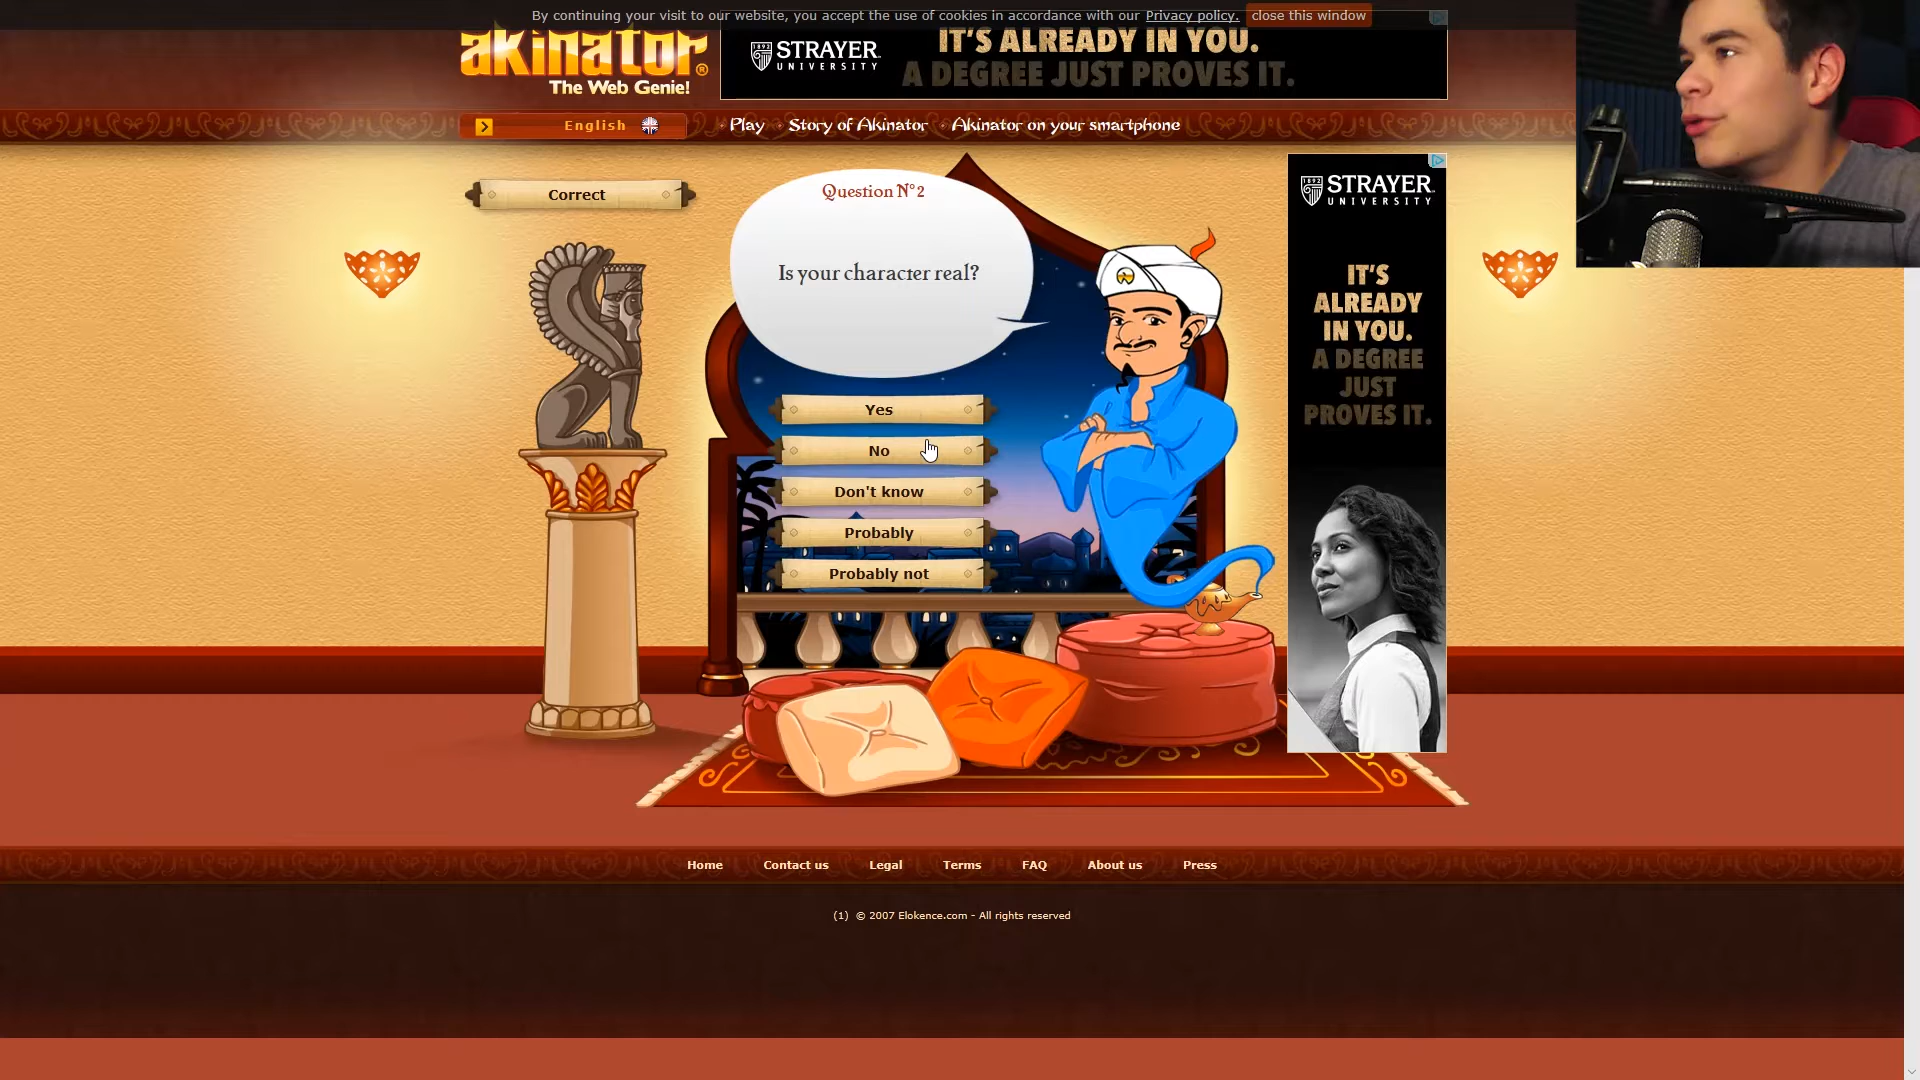 By continuing your visit to our website, you accept the use of cookies in accordance with our Privacy policy. close this window
akinator®
The Web Genie!
1892 STRAYER UNIVERSITY
IT'S ALREADY IN YOU.
A DEGREE JUST PROVES IT.
English
Play
Story of Akinator
Akinator on your smartphone
Correct
Question N°2
Is your character real?
Yes
No
Don't know
Probably
Probably not
1892 STRAYER
UNIVERSITY
IT'S
ALREADY
IN YOU.
A DEGREE
JUST
PROVES IT.
Home Contact us Legal Terms FAQ About us Press
(1) © 2007 Elokence.com - All rights reserved